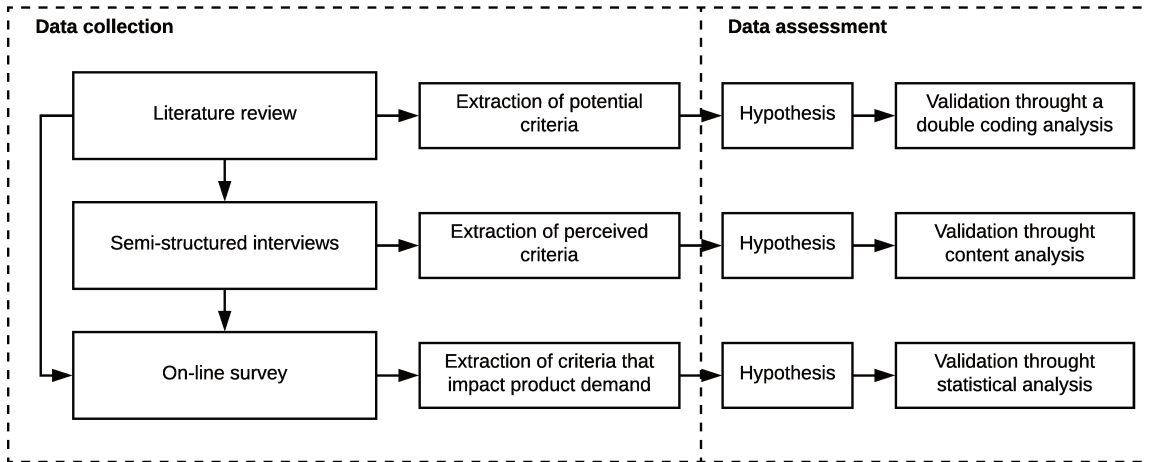 Data collection
Data assessment
Literature review
Extraction of potential
criteria
Hypothesis
Validation throught a
double coding analysis
Semi-structured interviews
Extraction of perceived
criteria
Hypothesis
Validation throught
content analysis
On-line survey
Extraction of criteria that
impact product demand
Hypothesis
Validation throught
statistical analysis